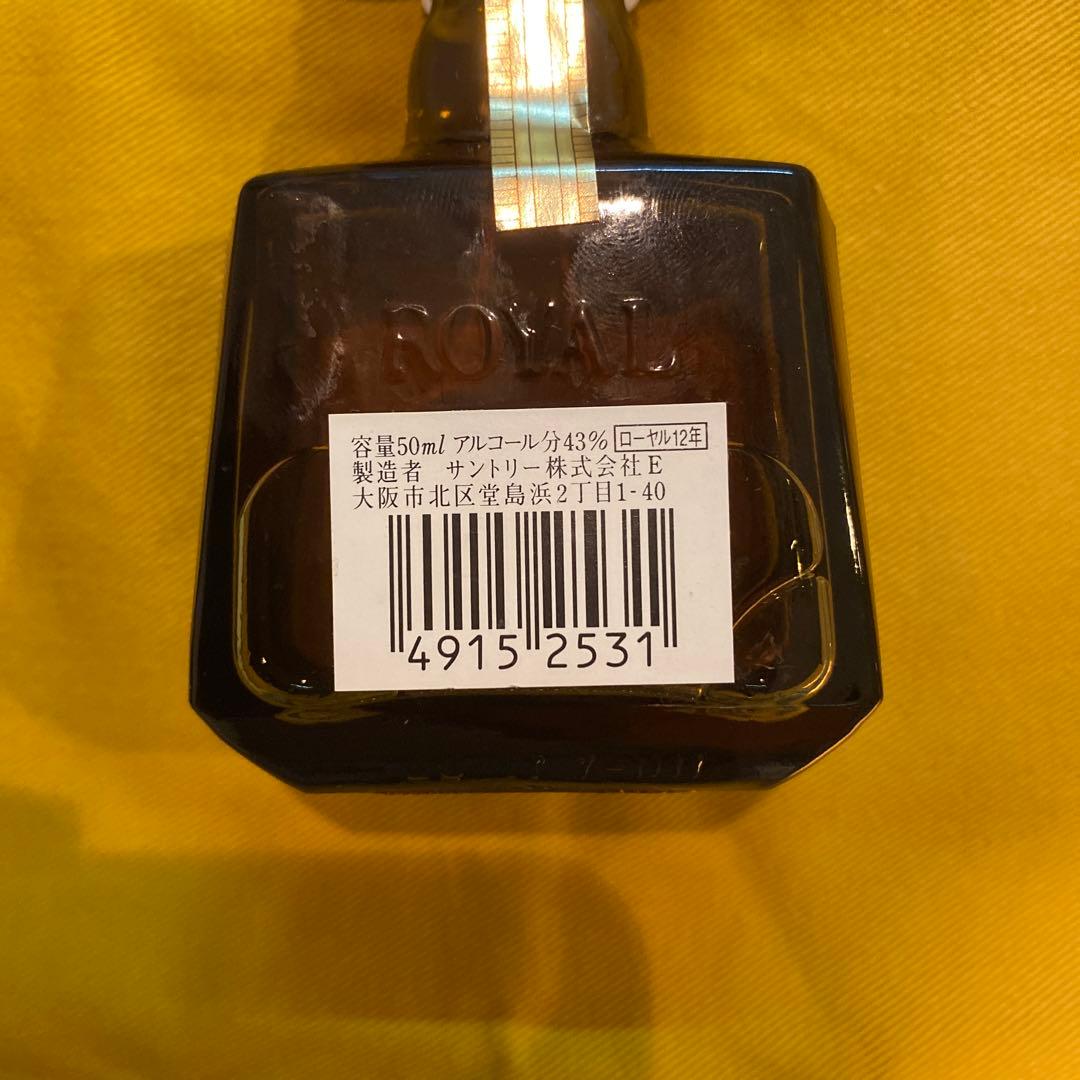 ROYAL
容量50ml アルコール分43% ローヤル12年
製造者 サントリー株式会社E
大阪市北区堂島浜2丁目1-40
4915 2531